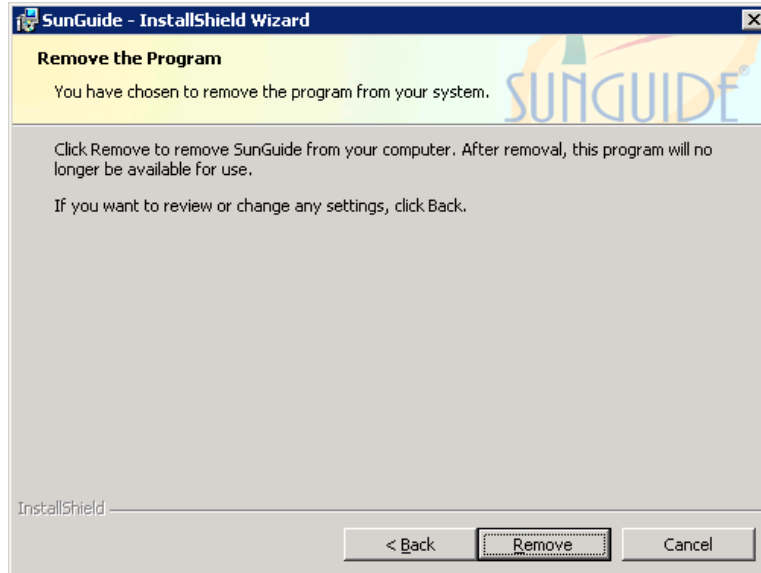 SunGuide - InstallShield Wizard
Remove the Program
You have chosen to remove the program from your system.
SUNGUIDE®
Click Remove to remove SunGuide from your computer. After removal, this program will no
longer be available for use.
If you want to review or change any settings, click Back.
InstallShield
< Back
Remove
Cancel